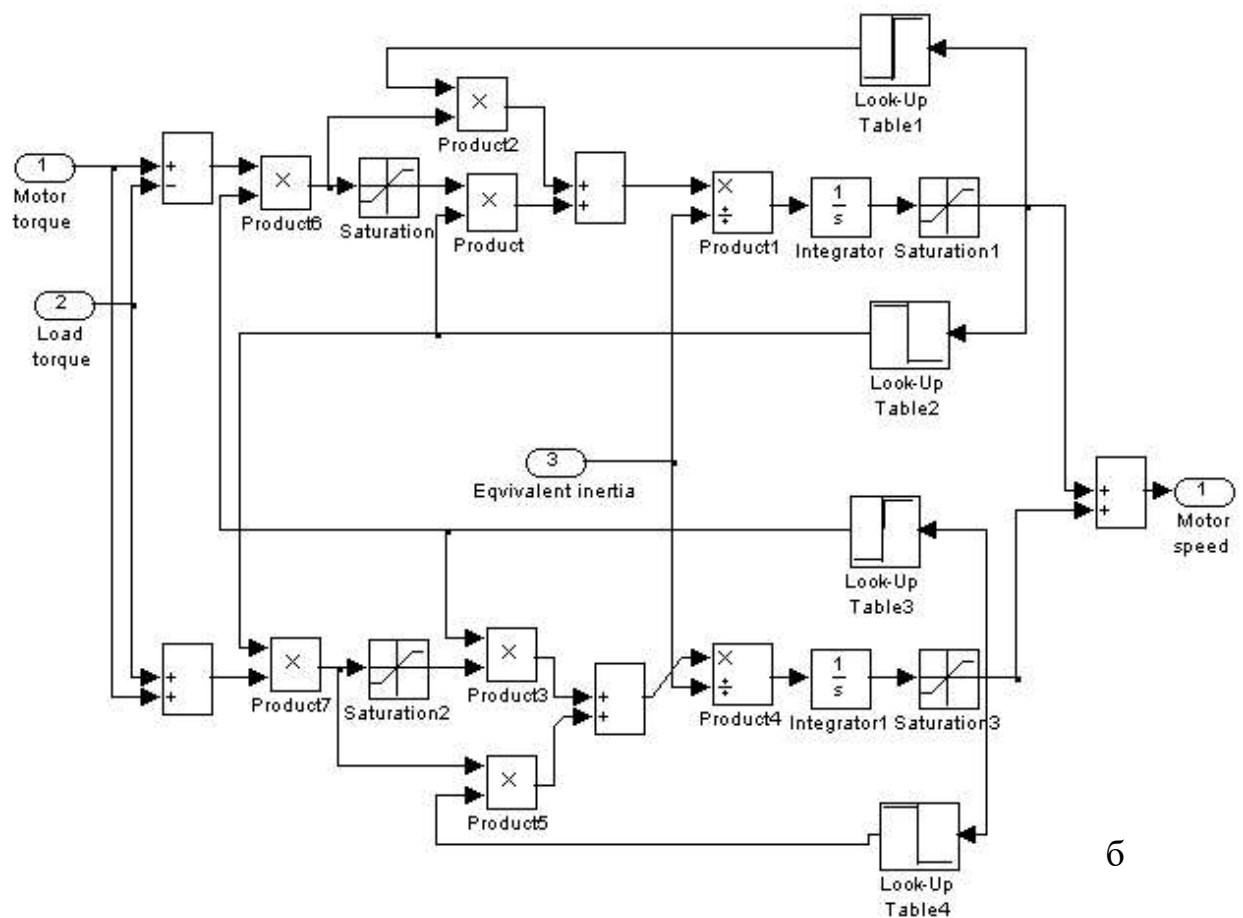 Look-Up
Table1
×
Product2
1
Motor
torque
+
−
×
Product6
Saturation
×
Product
+
+
×
÷
Product1
1
s
Integrator
Saturation1
2
Load
torque
Look-Up
Table2
3
Eqvivalent inertia
+
+
1
Motor
speed
Look-Up
Table3
+
+
×
Product7
Saturation2
×
Product3
+
+
×
÷
Product4
1
s
Integrator1
Saturation3
×
Product5
Look-Up
Table4
б